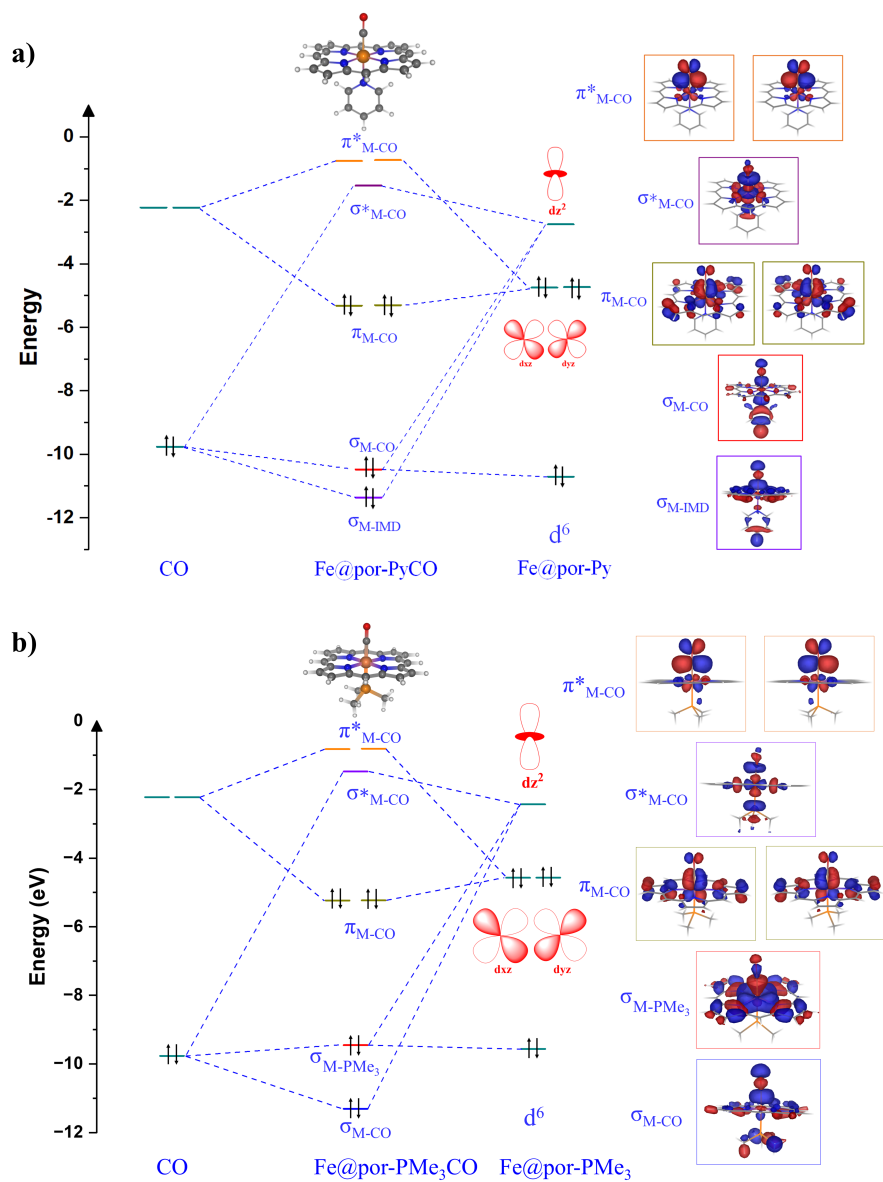 a)
π*M-CO
0
π*M-CO
-2
σ*M-CO
dz²
σ*M-CO
-4
πM-CO
πM-CO
-6
dxz dyz
Energy
-8
σM-CO
σM-CO
-10
-12
σM-IMD
σM-IMD
d⁶
CO Fe@por-PyCO Fe@por-Py
b)
π*M-CO
0
π*M-CO
dz²
−2
σ*M-CO
σ*M-CO
−4
πM-CO
−6
πM-CO
dxz dyz
Energy (eV)
−8
σM-PMe₃
−10
σM-PMe₃
σM-CO
σM-CO
d⁶
−12
CO Fe@por-PMe₃CO Fe@por-PMe₃